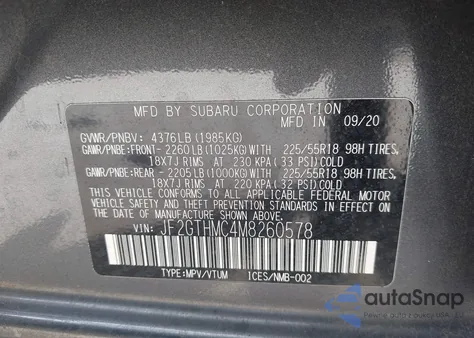 MFD BY SUBARU CORPORATION
MFD IN 09/20
GVWR/PNBV: 4376 LB (1985KG)
GAWR/PNBE:FRONT- 2260 LB (1025KG) WITH 225/55R18 98H TIRES,
18X7J RIMS AT 230 KPA (33 PSI) COLD
GAWR/PNBE:REAR - 2205 LB (1000KG) WITH 225/55R18 98H TIRES,
18X7J RIMS AT 220 KPA (32 PSI) COLD
THIS VEHICLE CONFORMS TO ALL APPLICABLE FEDERAL MOTOR
VEHICLE SAFETY STANDARDS IN EFFECT ON THE DATE OF
MANUFACTURE SHOWN ABOVE.
VIN: JF2GTHMC4M8260578
TYPE:MPV/VTUM ICES/NMB-002
autoSnap